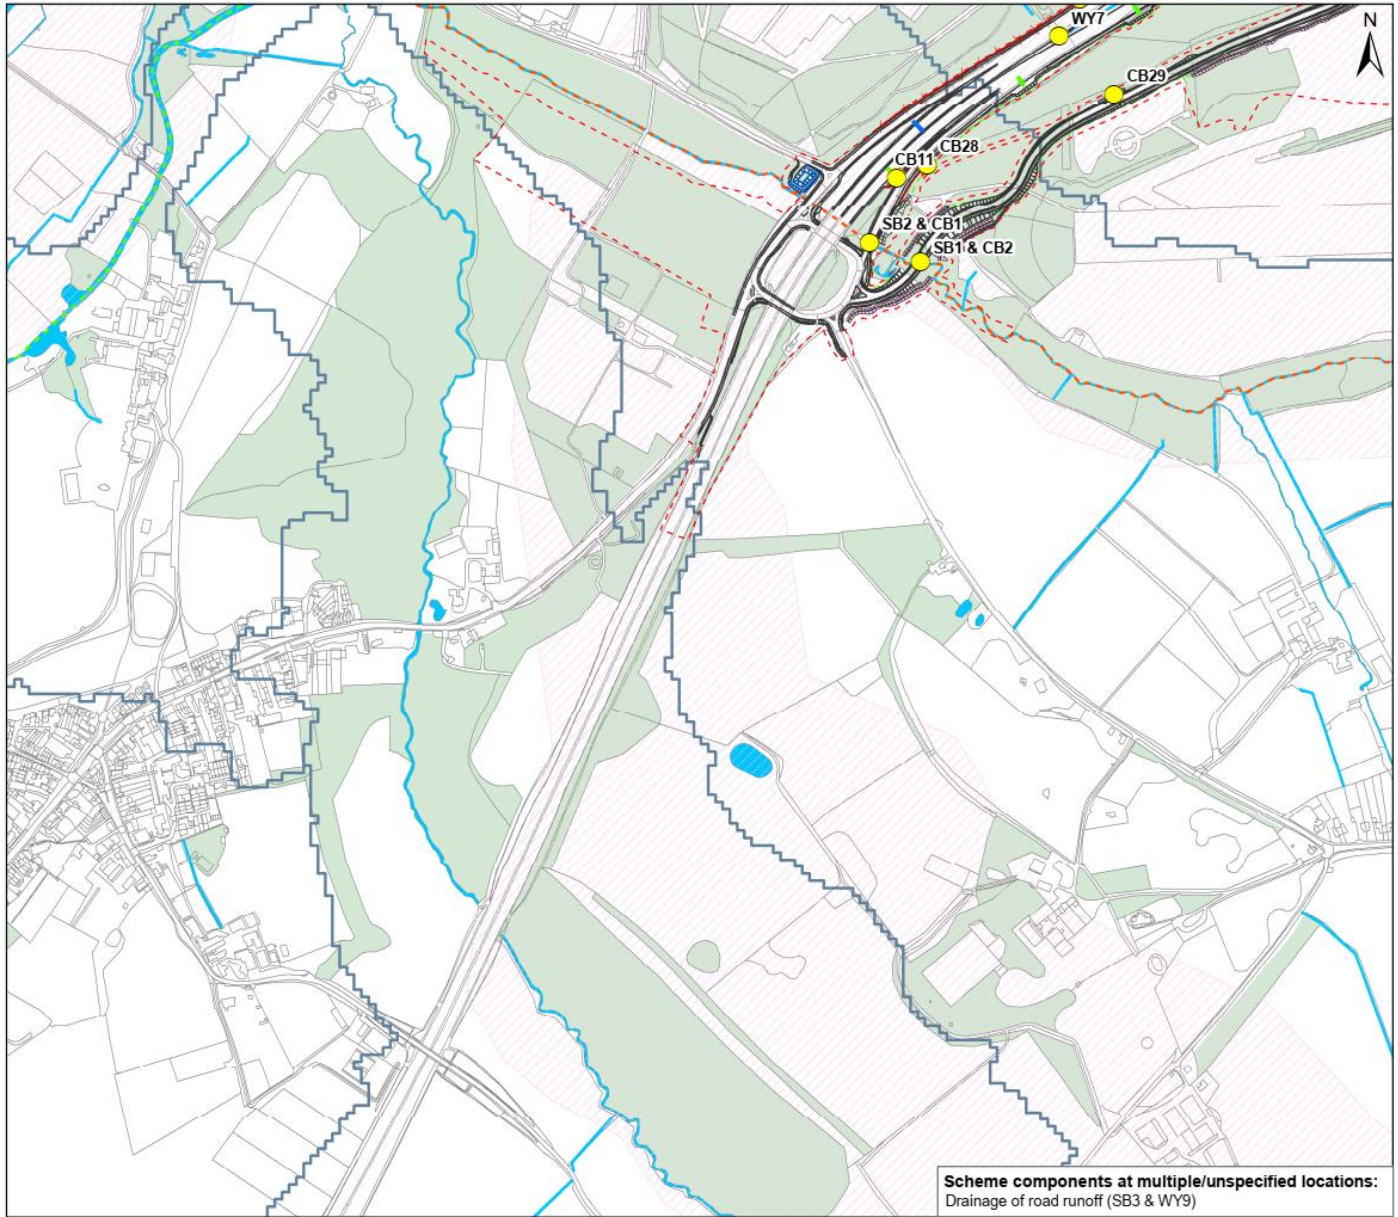 N
WY7
CB29
CB28
CB11
SB2 & CB1
SB1 & CB2
Scheme components at multiple/unspecified locations:
Drainage of road runoff (SB3 & WY9)